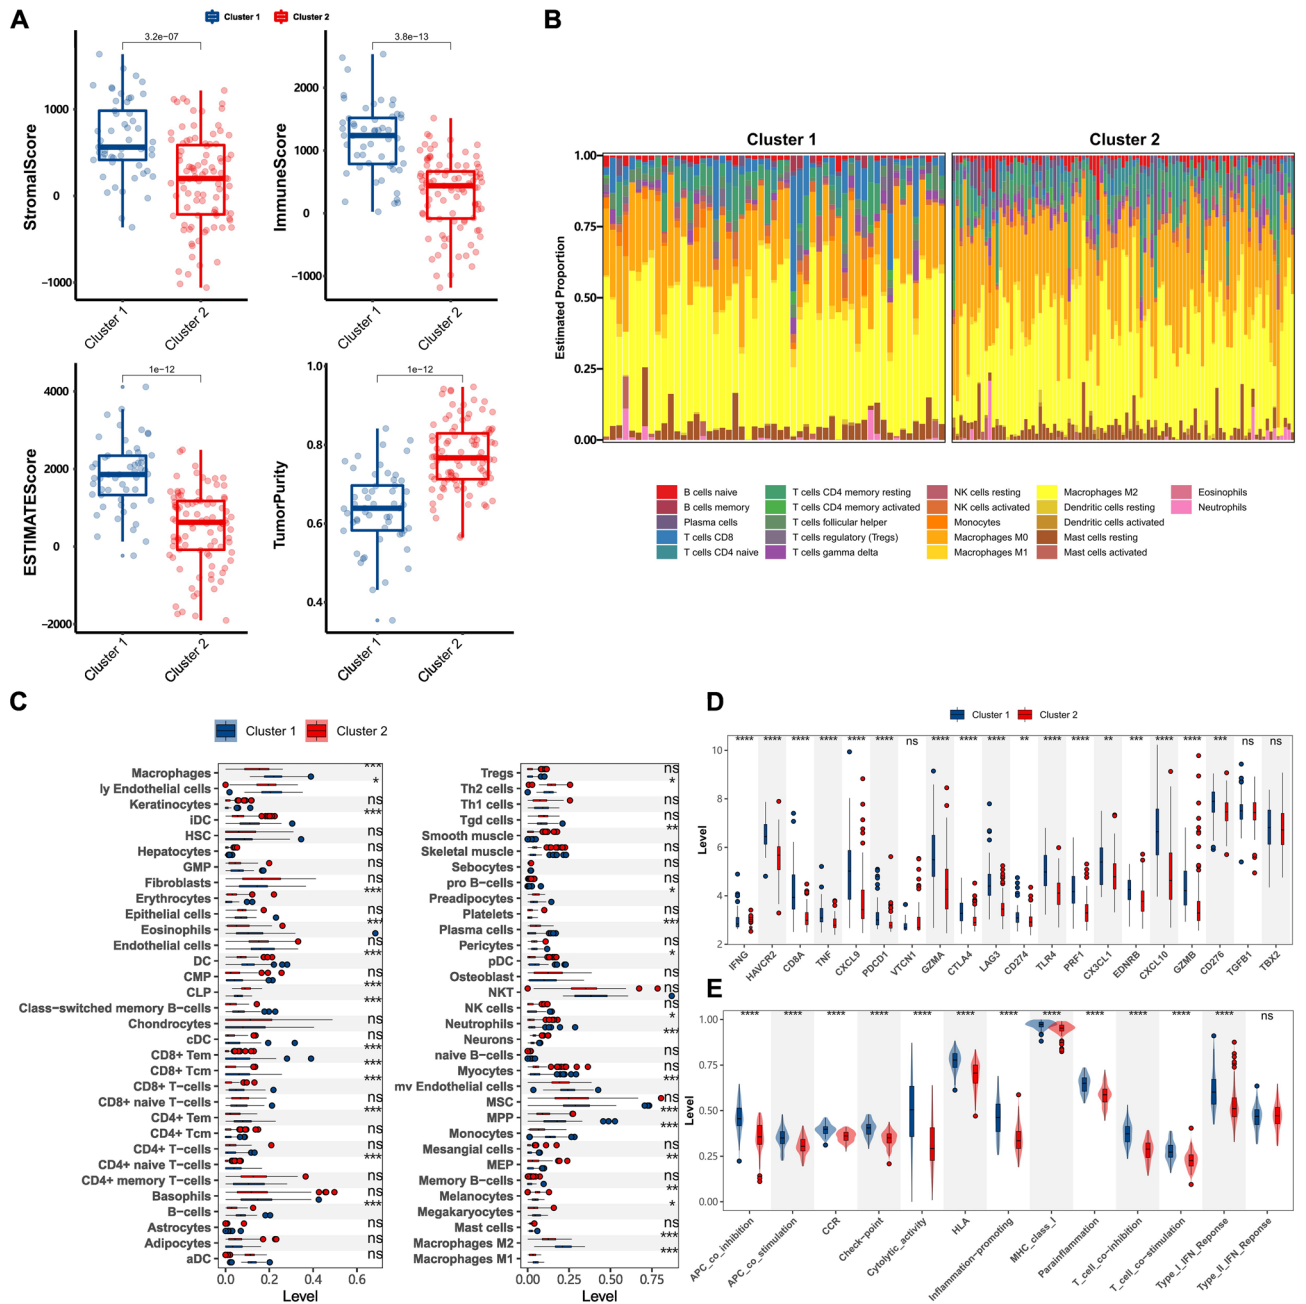 A
Cluster 1
Cluster 2
3.2e−07
StromalScore
1000
0
−1000
Cluster 1
Cluster 2
3.8e−13
ImmuneScore
2000
1000
0
−1000
Cluster 1
Cluster 2
1e−12
ESTIMATEScore
4000
2000
0
−2000
Cluster 1
Cluster 2
1e−12
TumorPurity
1.0
0.8
0.6
0.4
Cluster 1
Cluster 2
B
Cluster 1
Cluster 2
Estimated Proportion
1.00
0.75
0.50
0.25
0.00
B cells naive
B cells memory
Plasma cells
T cells CD8
T cells CD4 naive
T cells CD4 memory resting
T cells CD4 memory activated
T cells follicular helper
T cells regulatory (Tregs)
T cells gamma delta
NK cells resting
NK cells activated
Monocytes
Macrophages M0
Macrophages M1
Macrophages M2
Dendritic cells resting
Dendritic cells activated
Mast cells resting
Mast cells activated
Eosinophils
Neutrophils
C
Cluster 1
Cluster 2
Macrophages
ly Endothelial cells
Keratinocytes
iDC
HSC
Hepatocytes
GMP
Fibroblasts
Erythrocytes
Epithelial cells
Eosinophils
Endothelial cells
DC
CMP
CLP
Class−switched memory B−cells
Chondrocytes
cDC
CD8+ Tem
CD8+ Tcm
CD8+ T−cells
CD8+ naive T−cells
CD4+ Tem
CD4+ Tcm
CD4+ T−cells
CD4+ naive T−cells
CD4+ memory T−cells
Basophils
B−cells
Astrocytes
Adipocytes
aDC
0.0 0.2 0.4 0.6
Level
Tregs
Th2 cells
Th1 cells
Tgd cells
Smooth muscle
Skeletal muscle
Sebocytes
pro B−cells
Preadipocytes
Platelets
Plasma cells
Pericytes
pDC
Osteoblast
NKT
NK cells
Neutrophils
Neurons
naive B−cells
Myocytes
mv Endothelial cells
MSC
MPP
Monocytes
Mesangial cells
MEP
Memory B−cells
Melanocytes
Megakaryocytes
Mast cells
Macrophages M2
Macrophages M1
0.00 0.25 0.50 0.75
Level
D
Cluster 1
Cluster 2
**** **** **** **** **** **** ns **** **** **** ** **** **** ** *** **** **** *** ns ns
Level
10
8
6
4
2
IFNG
HAVCR2
CD8A
TNF
CXCL9
PDCD1
VTCN1
GZMA
CTLA4
LAG3
CD274
TLR4
PRF1
CX3CL1
EDNRB
CXCL10
GZMB
CD276
TGFB1
TBX2
E
**** **** **** **** **** **** **** **** **** **** **** **** ns
Level
1.00
0.75
0.50
0.25
0.00
APC_co_inhibition
APC_co_stimulation
CCR
Check−point
Cytolytic_activity
HLA
Inflammation−promoting
MHC_class_I
Parainflammation
T_cell_co−inhibition
T_cell_co−stimulation
Type_I_IFN_Reponse
Type_II_IFN_Reponse